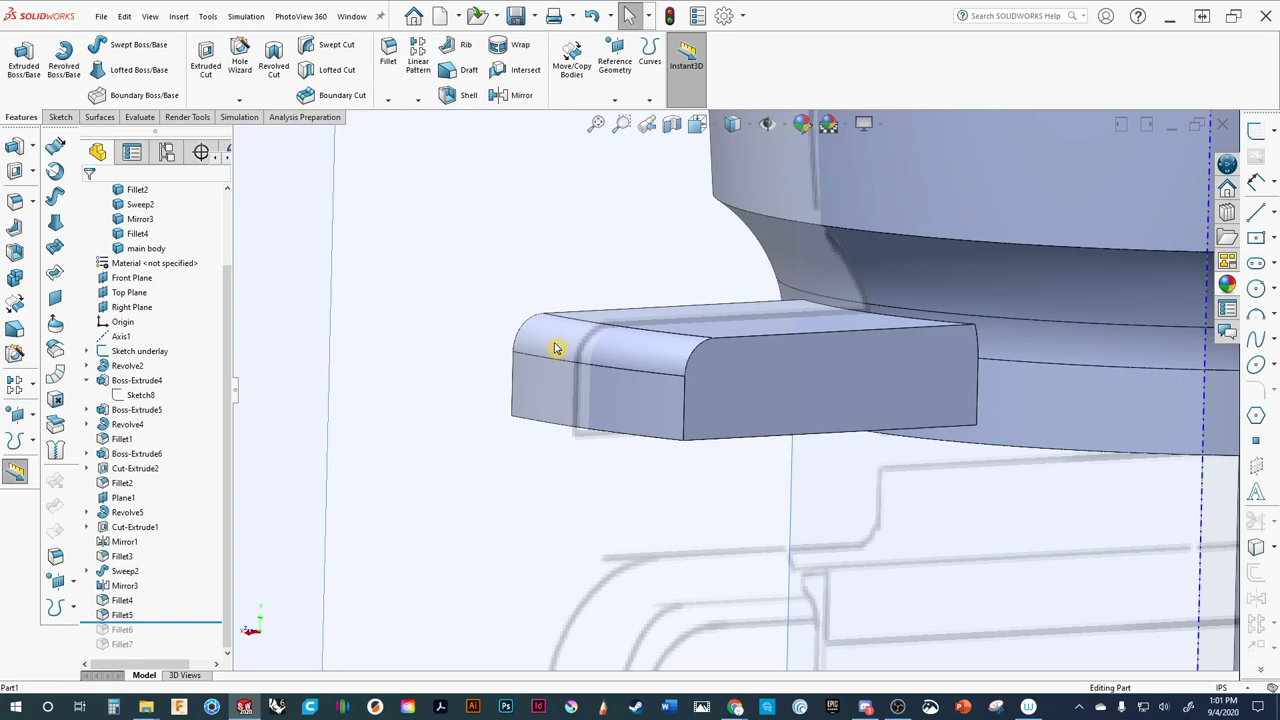 SOLIDWORKS File Edit View Insert Tools Simulation PhotoView 360 Window Search SOLIDWORKS Help
Extruded Boss/Base
Revolved Boss/Base
Swept Boss/Base
Lofted Boss/Base
Boundary Boss/Base
Extruded Cut
Hole Wizard
Revolved Cut
Swept Cut
Lofted Cut
Boundary Cut
Fillet
Linear Pattern
Rib
Draft
Shell
Wrap
Intersect
Mirror
Move/Copy Bodies
Reference Geometry
Curves
Instant3D
Features Sketch Surfaces Evaluate Render Tools Simulation Analysis Preparation
Fillet2
Sweep2
Mirror3
Fillet4
main body
Material <not specified>
Front Plane
Top Plane
Right Plane
Origin
Axis1
Sketch underlay
Revolve2
Boss-Extrude4
Sketch8
Boss-Extrude5
Revolve4
Fillet1
Boss-Extrude6
Cut-Extrude2
Fillet2
Plane1
Revolve5
Cut-Extrude1
Mirror1
Fillet3
Sweep2
Mirror3
Fillet4
Fillet5
Fillet6
Fillet7
Model 3D Views
Part1 Editing Part IPS
1:01 PM
9/4/2020